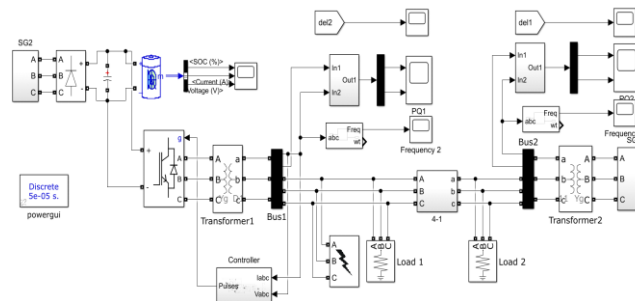 del2
del1
SG2
A
B
C
A
B
C
+
-
m
<SOC (%)>
<Current (A)>
Voltage (V)>
In1
In2
Out1
PQ1
In1
In2
Out1
abc
Freq
wt
Frequency 2
abc
Freq
wt
Bus2
Discrete
5e-05 s.
powergui
g
+
-
A
B
C
A
B
C
a
b
c
Transformer1
Bus1
A
B
C
a
b
c
4-1
a
b
c
A
B
C
Transformer2
A
B
C
A B C
Load 1
A B C
Load 2
Controller
Pulses
Iabc
Vabc